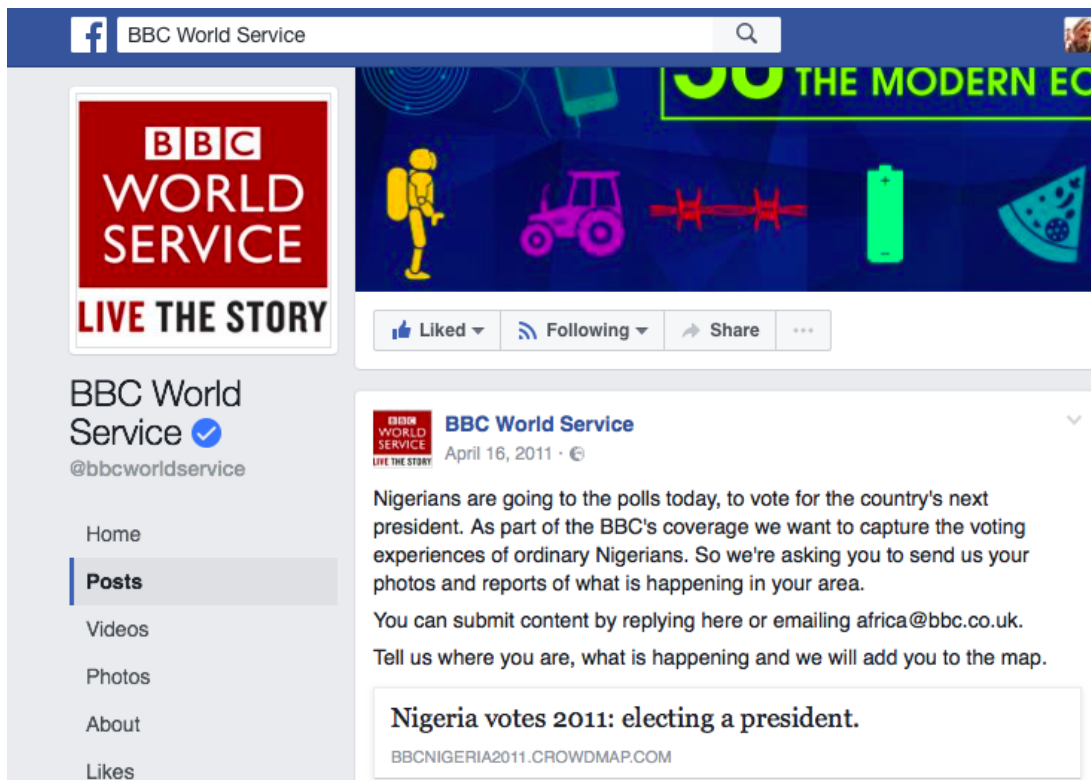 f
BBC World Service
50
THE MODERN EC
BBC
WORLD
SERVICE
LIVE THE STORY
Liked
Following
Share
BBC World
Service
@bbcworldservice
Home
Posts
Videos
Photos
About
Likes
BBC
WORLD
SERVICE
LIVE THE STORY
BBC World Service
April 16, 2011 ·
Nigerians are going to the polls today, to vote for the country's next
president. As part of the BBC's coverage we want to capture the voting
experiences of ordinary Nigerians. So we're asking you to send us your
photos and reports of what is happening in your area.
You can submit content by replying here or emailing africa@bbc.co.uk.
Tell us where you are, what is happening and we will add you to the map.
Nigeria votes 2011: electing a president.
BBCNIGERIA2011.CROWDMAP.COM